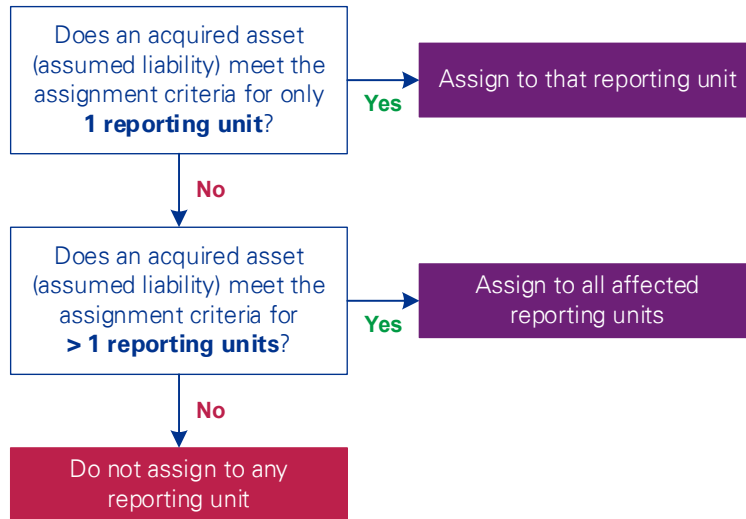 Does an acquired asset
(assumed liability) meet the
assignment criteria for only
1 reporting unit?
Yes
Assign to that reporting unit
No
Does an acquired asset
(assumed liability) meet the
assignment criteria for
> 1 reporting units?
Yes
Assign to all affected
reporting units
No
Do not assign to any
reporting unit